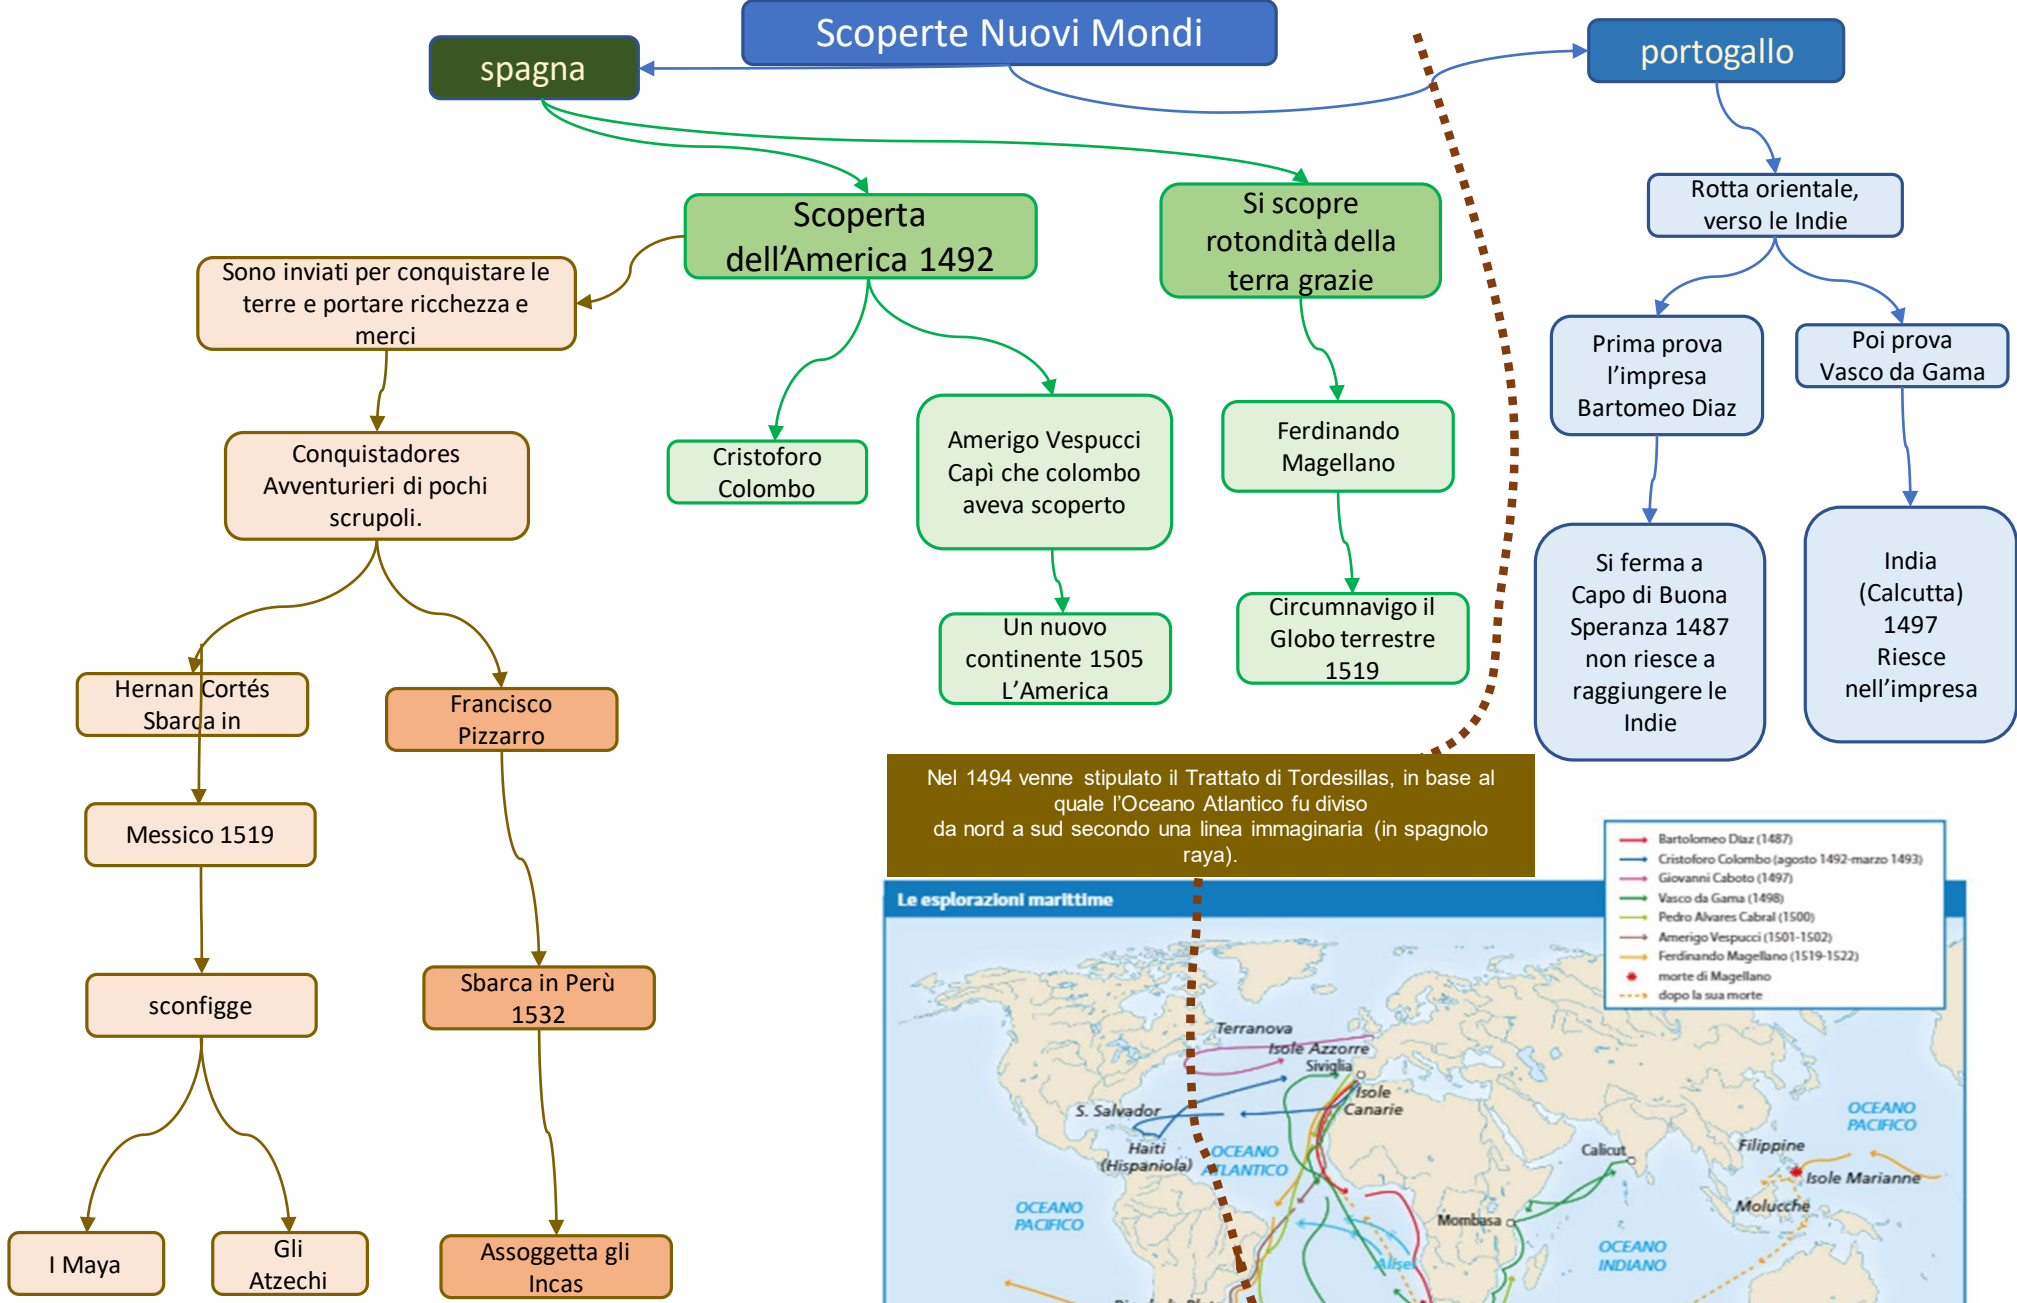 Scoperte Nuovi Mondi
spagna
portogallo
Scoperta
dell’America 1492
Si scopre
rotondità della
terra grazie
Rotta orientale,
verso le Indie
Sono inviati per conquistare le
terre e portare ricchezza e
merci
Prima prova
l’impresa
Bartomeo Diaz
Poi prova
Vasco da Gama
Conquistadores
Avventurieri di pochi
scrupoli.
Cristoforo
Colombo
Amerigo Vespucci
Capì che colombo
aveva scoperto
Ferdinando
Magellano
Un nuovo
continente 1505
L’America
Circumnavigo il
Globo terrestre
1519
Si ferma a
Capo di Buona
Speranza 1487
non riesce a
raggiungere le
Indie
India
(Calcutta)
1497
Riesce
nell’impresa
Hernan Cortés
Sbarca in
Francisco
Pizzarro
Messico 1519
Sbarca in Perù
1532
sconfigge
I Maya
Gli
Atzechi
Assoggetta gli
Incas
Nel 1494 venne stipulato il Trattato di Tordesillas, in base al
quale l’Oceano Atlantico fu diviso
da nord a sud secondo una linea immaginaria (in spagnolo
raya).
Le esplorazioni marittime
Bartolomeo Diaz (1487)
Cristoforo Colombo (agosto 1492-marzo 1493)
Giovanni Caboto (1497)
Vasco da Gama (1498)
Pedro Alvares Cabral (1500)
Amerigo Vespucci (1501-1502)
Ferdinando Magellano (1519-1522)
morte di Magellano
dopo la sua morte
Terranova
Isole Azzorre
Siviglia
Isole
Canarie
S. Salvador
Haiti
(Hispaniola)
OCEANO
ATLANTICO
OCEANO
PACIFICO
Calicut
Filippine
OCEANO
PACIFICO
Isole Marianne
Molucche
Mombasa
OCEANO
INDIANO
Alisei